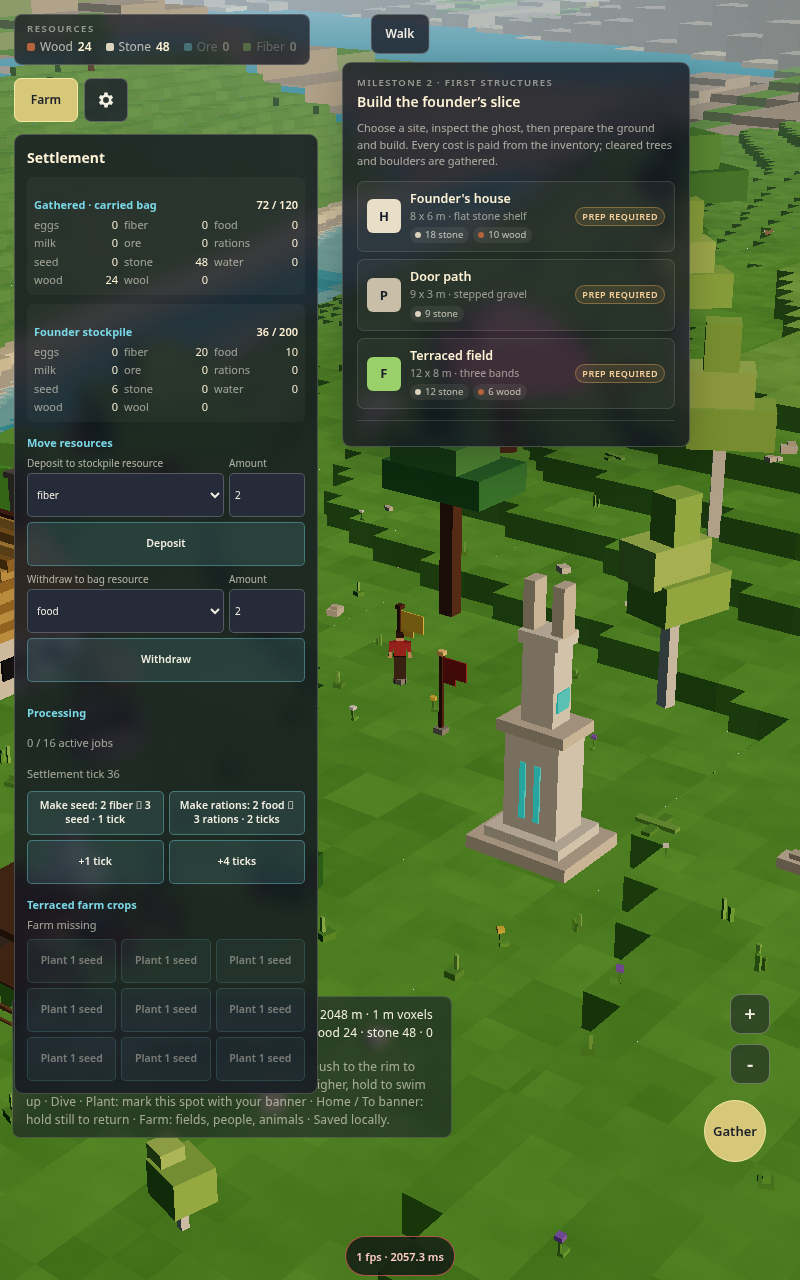 RESOURCES
Wood 24 Stone 48 Ore 0 Fiber 0
Walk
Farm
MILESTONE 2 · FIRST STRUCTURES
Build the founder's slice
Choose a site, inspect the ghost, then prepare the ground
and build. Every cost is paid from the inventory; cleared trees
and boulders are gathered.
H
Founder's house
8 x 6 m · flat stone shelf
18 stone 10 wood
PREP REQUIRED
P
Door path
9 x 3 m · stepped gravel
9 stone
PREP REQUIRED
F
Terraced field
12 x 8 m · three bands
12 stone 6 wood
PREP REQUIRED
Settlement
Gathered · carried bag 72 / 120
eggs 0 fiber 0 food 0
milk 0 ore 0 rations 0
seed 0 stone 48 water 0
wood 24 wool 0
Founder stockpile 36 / 200
eggs 0 fiber 20 food 10
milk 0 ore 0 rations 0
seed 6 stone 0 water 0
wood 0 wool 0
Move resources
Deposit to stockpile resource Amount
fiber 2
Deposit
Withdraw to bag resource Amount
food 2
Withdraw
Processing
0 / 16 active jobs
Settlement tick 36
Make seed: 2 fiber 3
seed · 1 tick
Make rations: 2 food
3 rations · 2 ticks
+1 tick +4 ticks
Terraced farm crops
Farm missing
Plant 1 seed Plant 1 seed Plant 1 seed
Plant 1 seed Plant 1 seed Plant 1 seed
Plant 1 seed Plant 1 seed Plant 1 seed
2048 m · 1 m voxels
24 · stone 48 · 0
to the rim to
hold to swim
up · Dive · Plant: mark this spot with your banner · Home / To banner:
hold still to return · Farm: fields, people, animals · Saved locally.
+
-
Gather
1 fps · 2057.3 ms